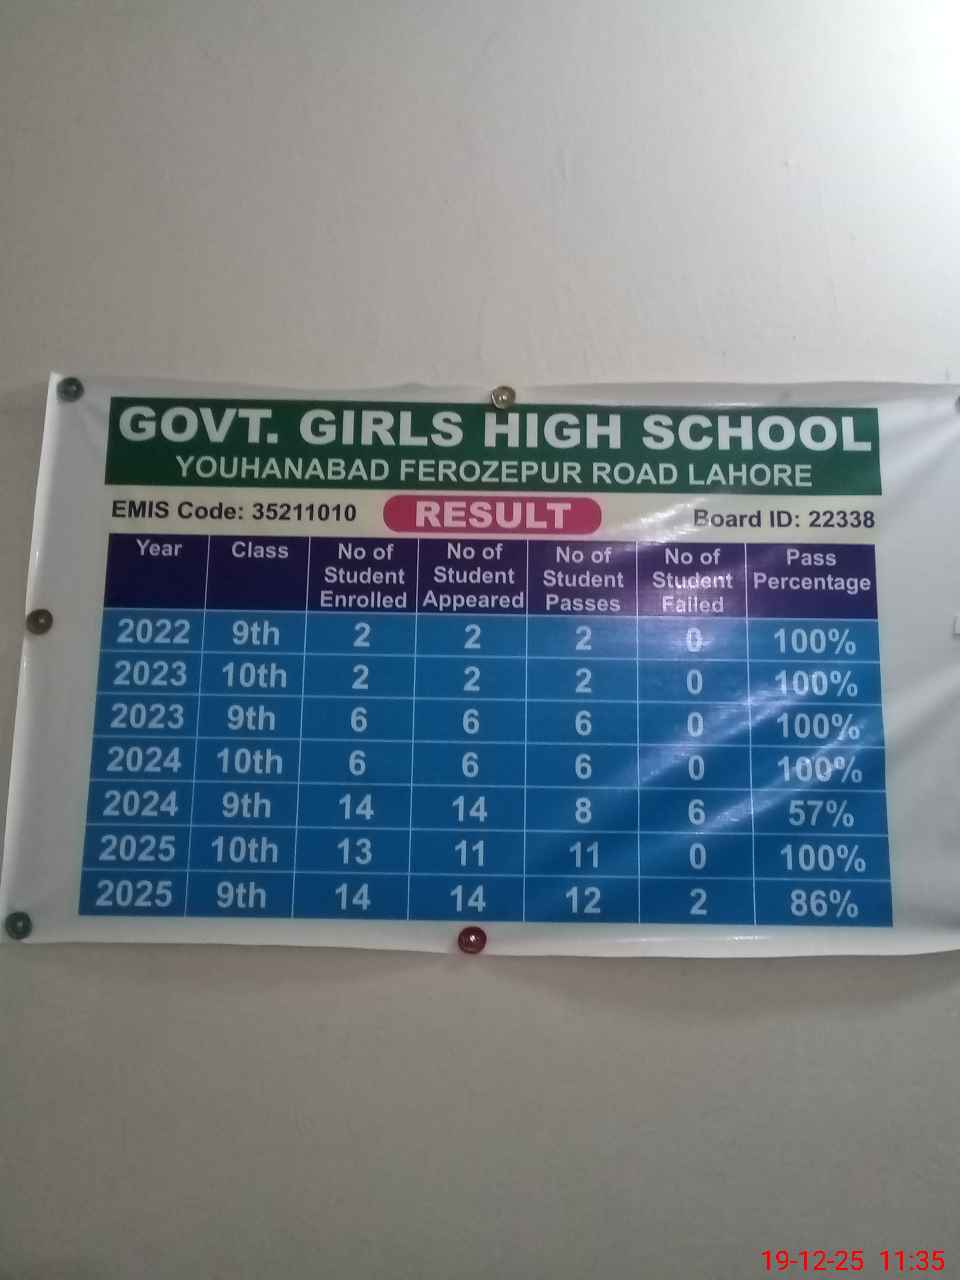 GOVT. GIRLS HIGH SCHOOL
YOUHANABAD FEROZEPUR ROAD LAHORE
EMIS Code: 35211010 RESULT Board ID: 22338
Year Class No of Student Enrolled No of Student Appeared No of Student Passes No of Student Failed Pass Percentage
2022 9th 2 2 2 0 100%
2023 10th 2 2 2 0 100%
2023 9th 6 6 6 0 100%
2024 10th 6 6 6 0 100%
2024 9th 14 14 8 6 57%
2025 10th 13 11 11 0 100%
2025 9th 14 14 12 2 86%
19-12-25 11:35